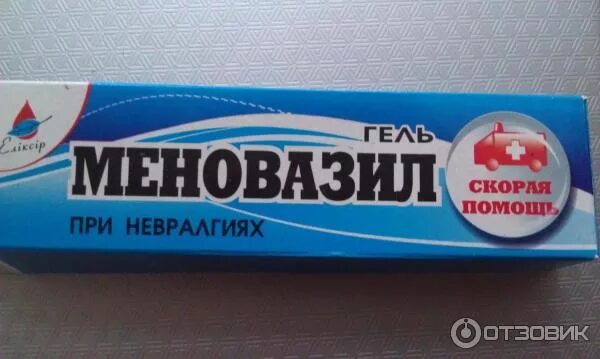 Еліксір
ГЕЛЬ
МЕНОВАЗИЛ
ПРИ НЕВРАЛГИЯХ
СКОРАЯ
ПОМОЩЬ
ОТЗОВИК